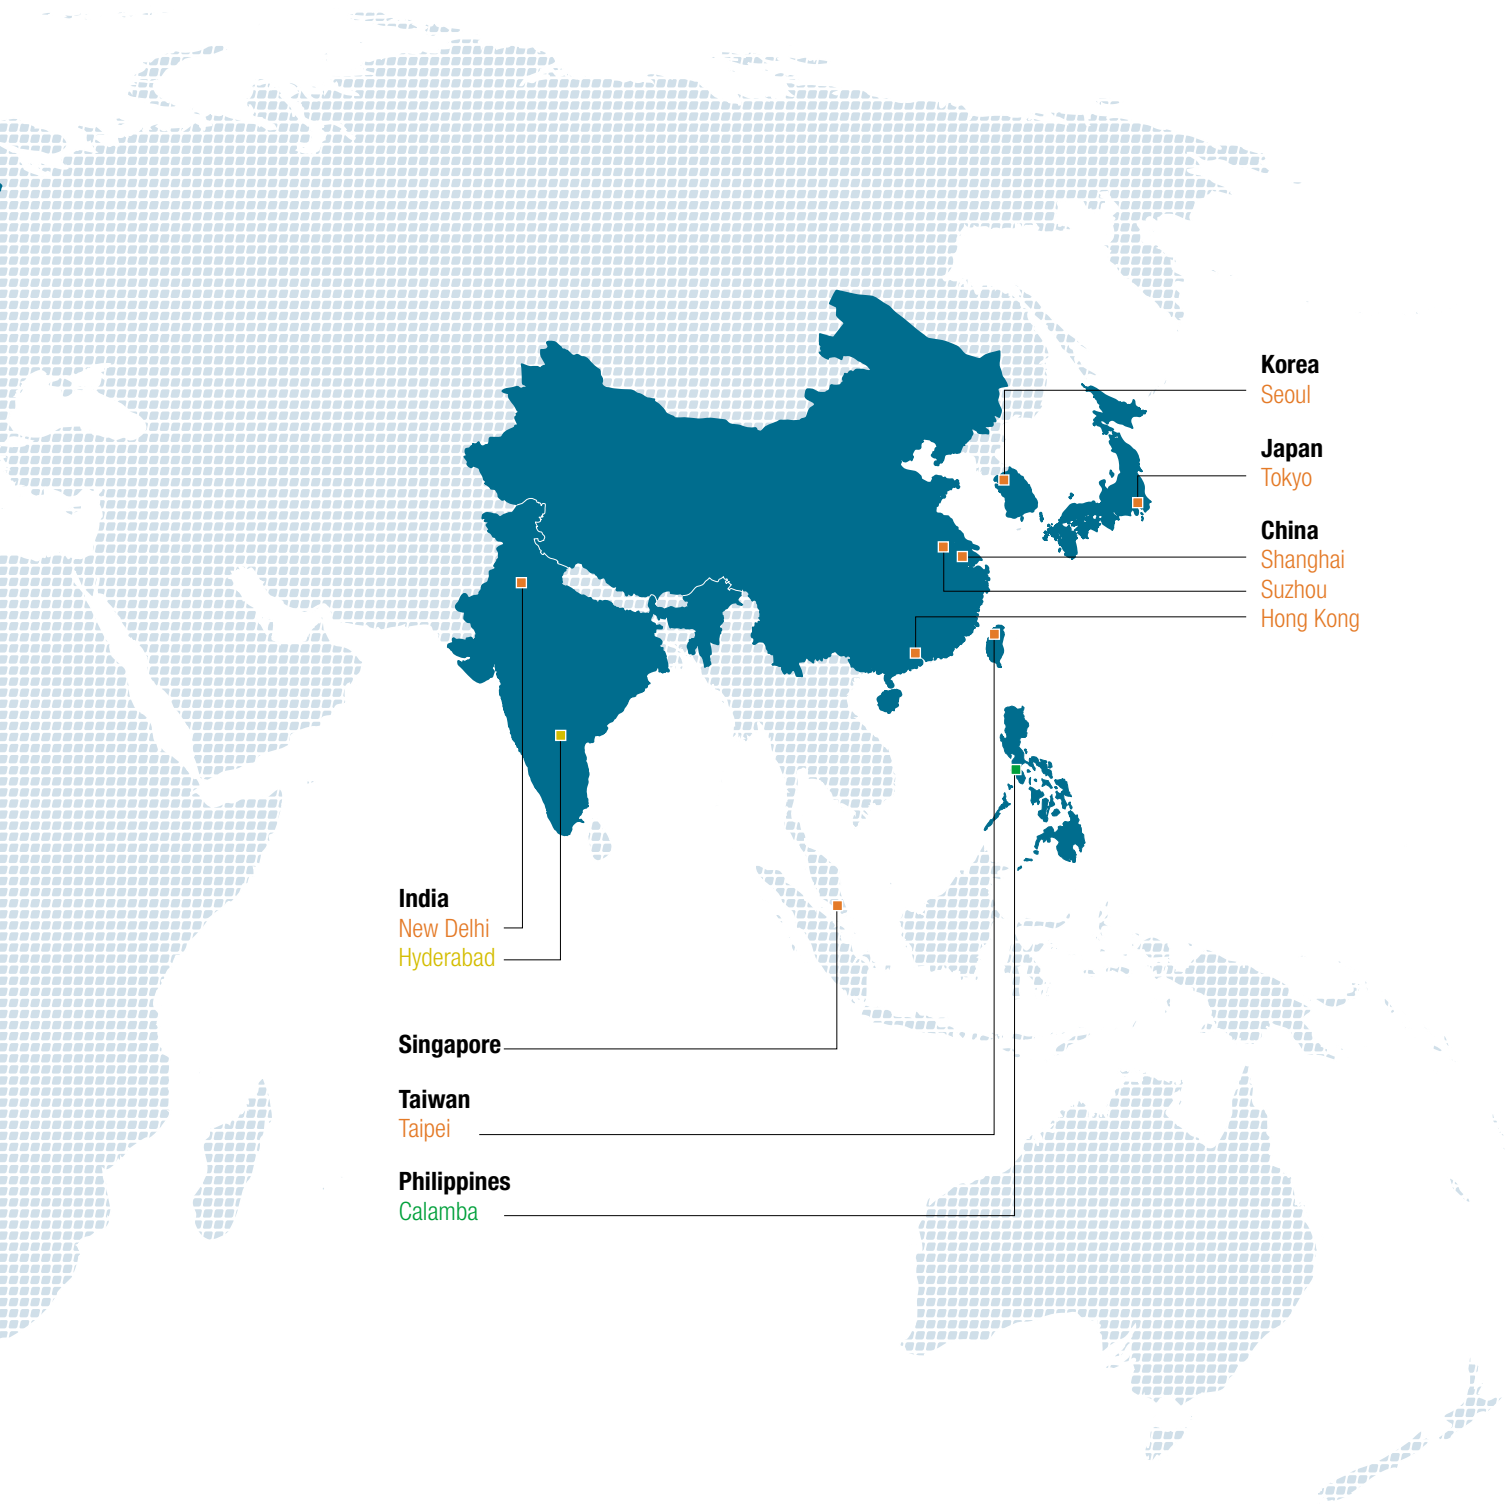 Korea
Seoul
Japan
Tokyo
China
Shanghai
Suzhou
Hong Kong
India
New Delhi
Hyderabad
Singapore
Taiwan
Taipei
Philippines
Calamba